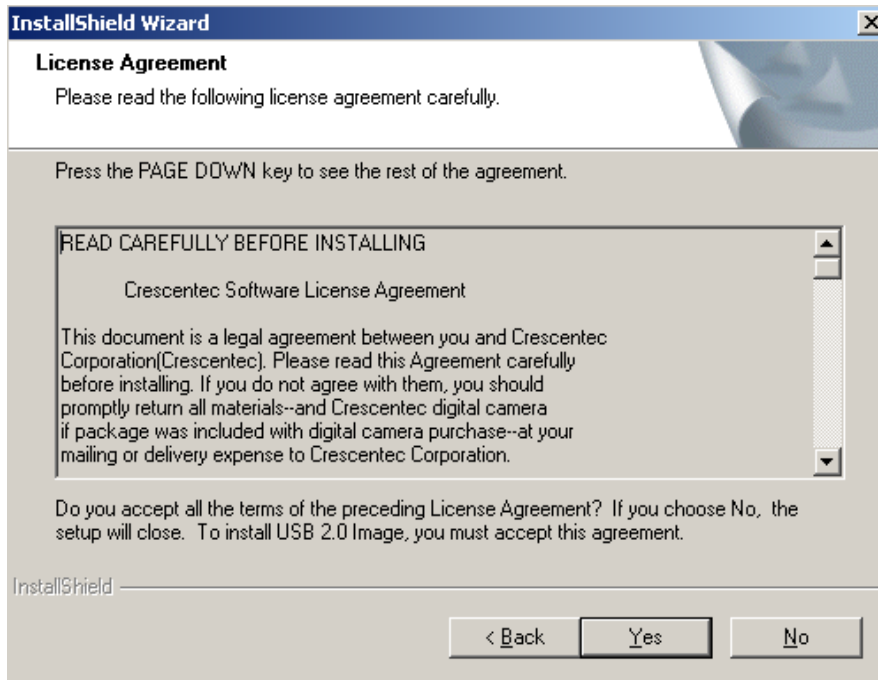 InstallShield Wizard
License Agreement
Please read the following license agreement carefully.
Press the PAGE DOWN key to see the rest of the agreement.
READ CAREFULLY BEFORE INSTALLING
Crescentec Software License Agreement
This document is a legal agreement between you and Crescentec
Corporation(Crescentec). Please read this Agreement carefully
before installing. If you do not agree with them, you should
promptly return all materials--and Crescentec digital camera
if package was included with digital camera purchase--at your
mailing or delivery expense to Crescentec Corporation.
Do you accept all the terms of the preceding License Agreement? If you choose No, the
setup will close. To install USB 2.0 Image, you must accept this agreement.
InstallShield
< Back Yes No